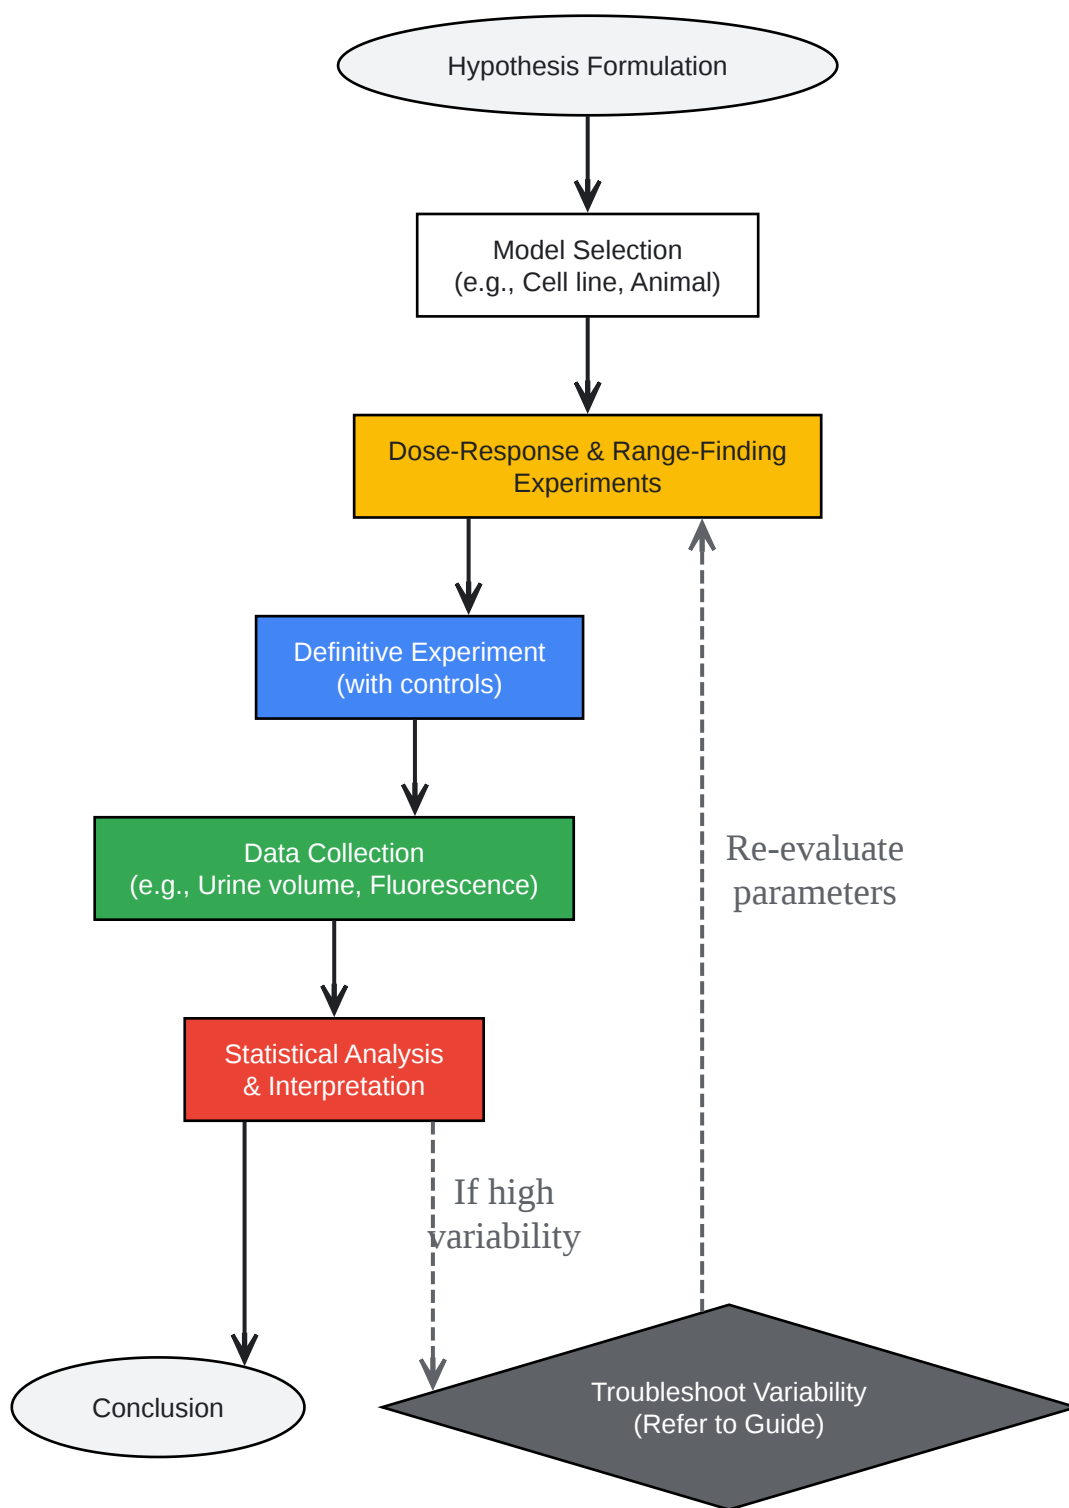 Hypothesis Formulation
Model Selection
(e.g., Cell line, Animal)
Dose-Response & Range-Finding
Experiments
Definitive Experiment
(with controls)
Data Collection
(e.g., Urine volume, Fluorescence)
Re-evaluate
parameters
Statistical Analysis
& Interpretation
If high
variability
Conclusion
Troubleshoot Variability
(Refer to Guide)